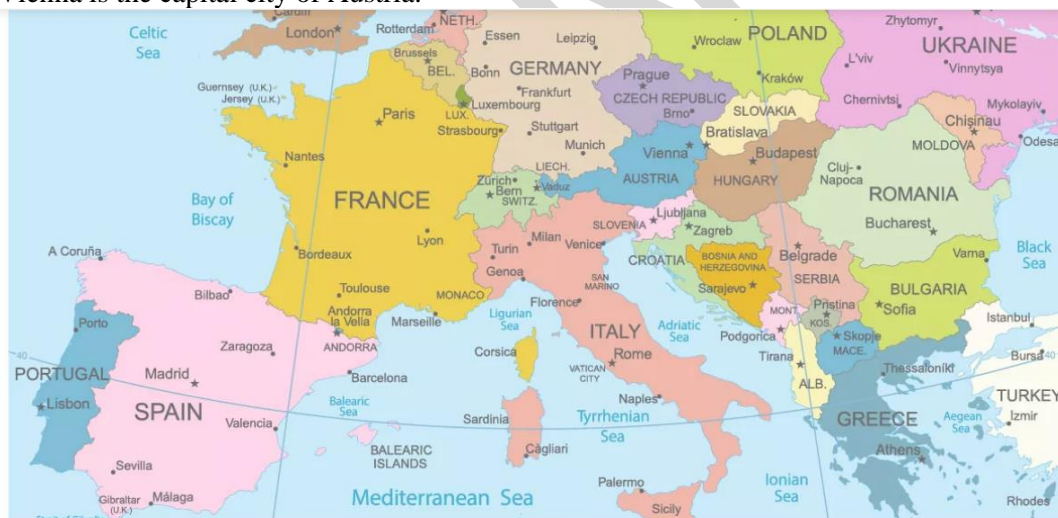 Vienna is the capital city of Austria.
Celtic
Sea
Cardiff
London
Rotterdam
NETH.
Essen
Leipzig
Wroclaw
POLAND
Zhytomyr
UKRAINE
Brussels
BEL.
Bonn
GERMANY
Prague
Kraków
L'viv
Vinnytsya
Guernsey (U.K.)
Jersey (U.K.)
Frankfurt
CZECH REPUBLIC
Brno
Luxembourg
LUX.
SLOVAKIA
Chernivtsi
Mykolayiv
Paris
Strasbourg
Stuttgart
Bratislava
Chișinau
Odesa
Munich
Vienna
Budapest
MOLDOVA
Nantes
LIECH.
Zürich
Bern
Vaduz
SWITZ.
AUSTRIA
HUNGARY
Cluj-
Napoca
ROMANIA
Bay of
Biscay
FRANCE
Ljubljana
SLOVENIA
Zagreb
Bucharest
Lyon
Turin
Milan
Venice
CROATIA
BOSNIA AND
HERZEGOVINA
Belgrade
SERBIA
Varna
Black
Sea
A Coruña
Bordeaux
Genoa
SAN
MARINO
Sarajevo
BULGARIA
Bilbao
Toulouse
MONACO
Florence
MONT.
Pristina
KOS.
Sofia
Andorra
la Vella
Marseille
Ligurian
Sea
ITALY
Adriatic
Sea
Podgorica
Skopje
MACE.
Istanbul
Porto
Zaragoza
ANDORRA
Corsica
Rome
VATICAN
CITY
Tirana
ALB.
Thessaloniki
Bursa
40
40
PORTUGAL
Madrid
Barcelona
Naples
TURKEY
Lisbon
SPAIN
Valencia
Balearic
Sea
Sardinia
Tyrrhenian
Sea
GREECE
Aegean
Sea
Izmir
BALEARIC
ISLANDS
Cágliari
Athens
Sevilla
Gibraltar
(U.K.)
Málaga
Mediterranean Sea
Palermo
Sicily
Ionian
Sea
Rhodes